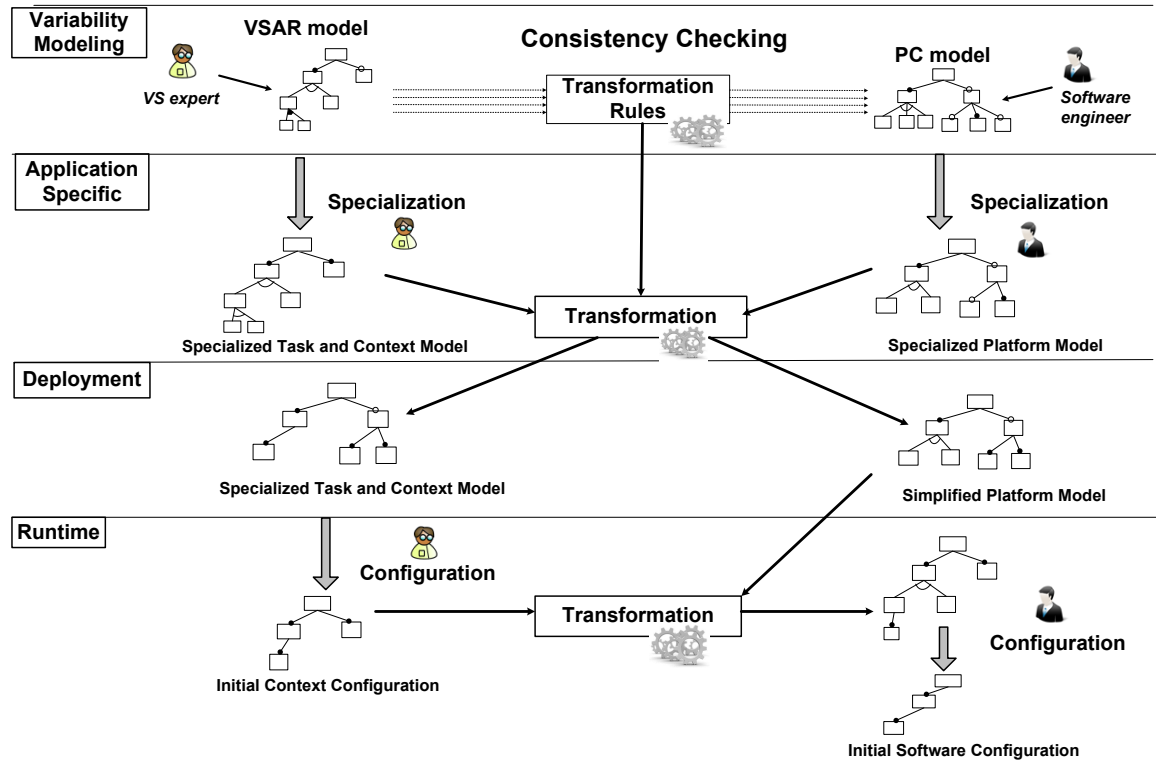 Variability
Modeling
VSAR model
Consistency Checking
PC model
VS expert
Transformation
Rules
Software
engineer
Application
Specific
Specialization
Specialization
Transformation
Specialized Task and Context Model
Specialized Platform Model
Deployment
Specialized Task and Context Model
Simplified Platform Model
Runtime
Configuration
Transformation
Configuration
Initial Context Configuration
Initial Software Configuration